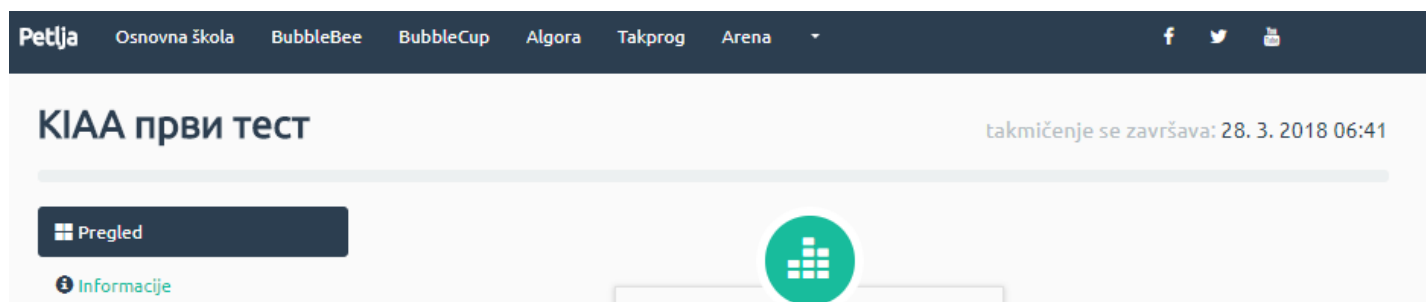 Petlja Osnovna škola BubbleBee BubbleCup Algora Takprog Arena
KIAA први тест
takmičenje se završava: 28. 3. 2018 06:41
Pregled
Informacije